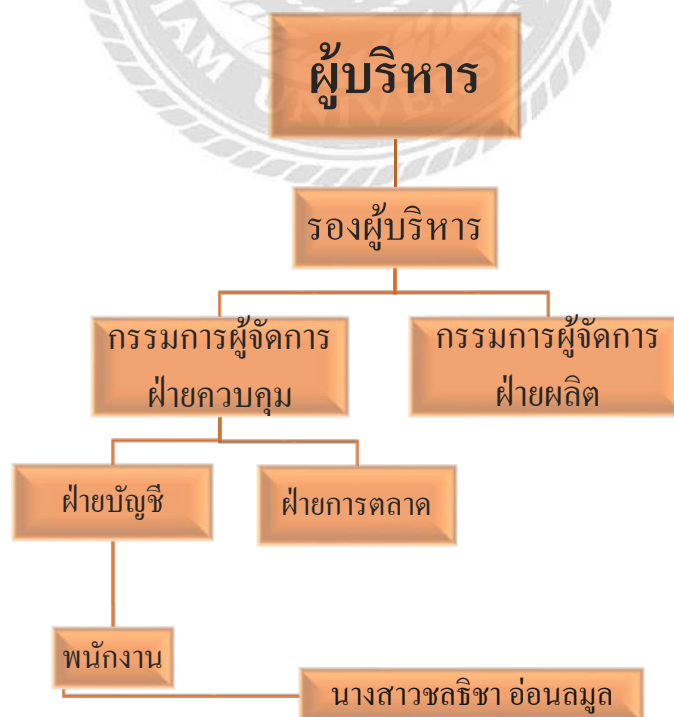 ผู้บริหาร
รองผู้บริหาร
กรรมการผู้จัดการ
ฝ่ายควบคุม
กรรมการผู้จัดการ
ฝ่ายผลิต
ฝ่ายบัญชี
ฝ่ายการตลาด
พนักงาน
นางสาวชลธิชา อ่อนลมูล